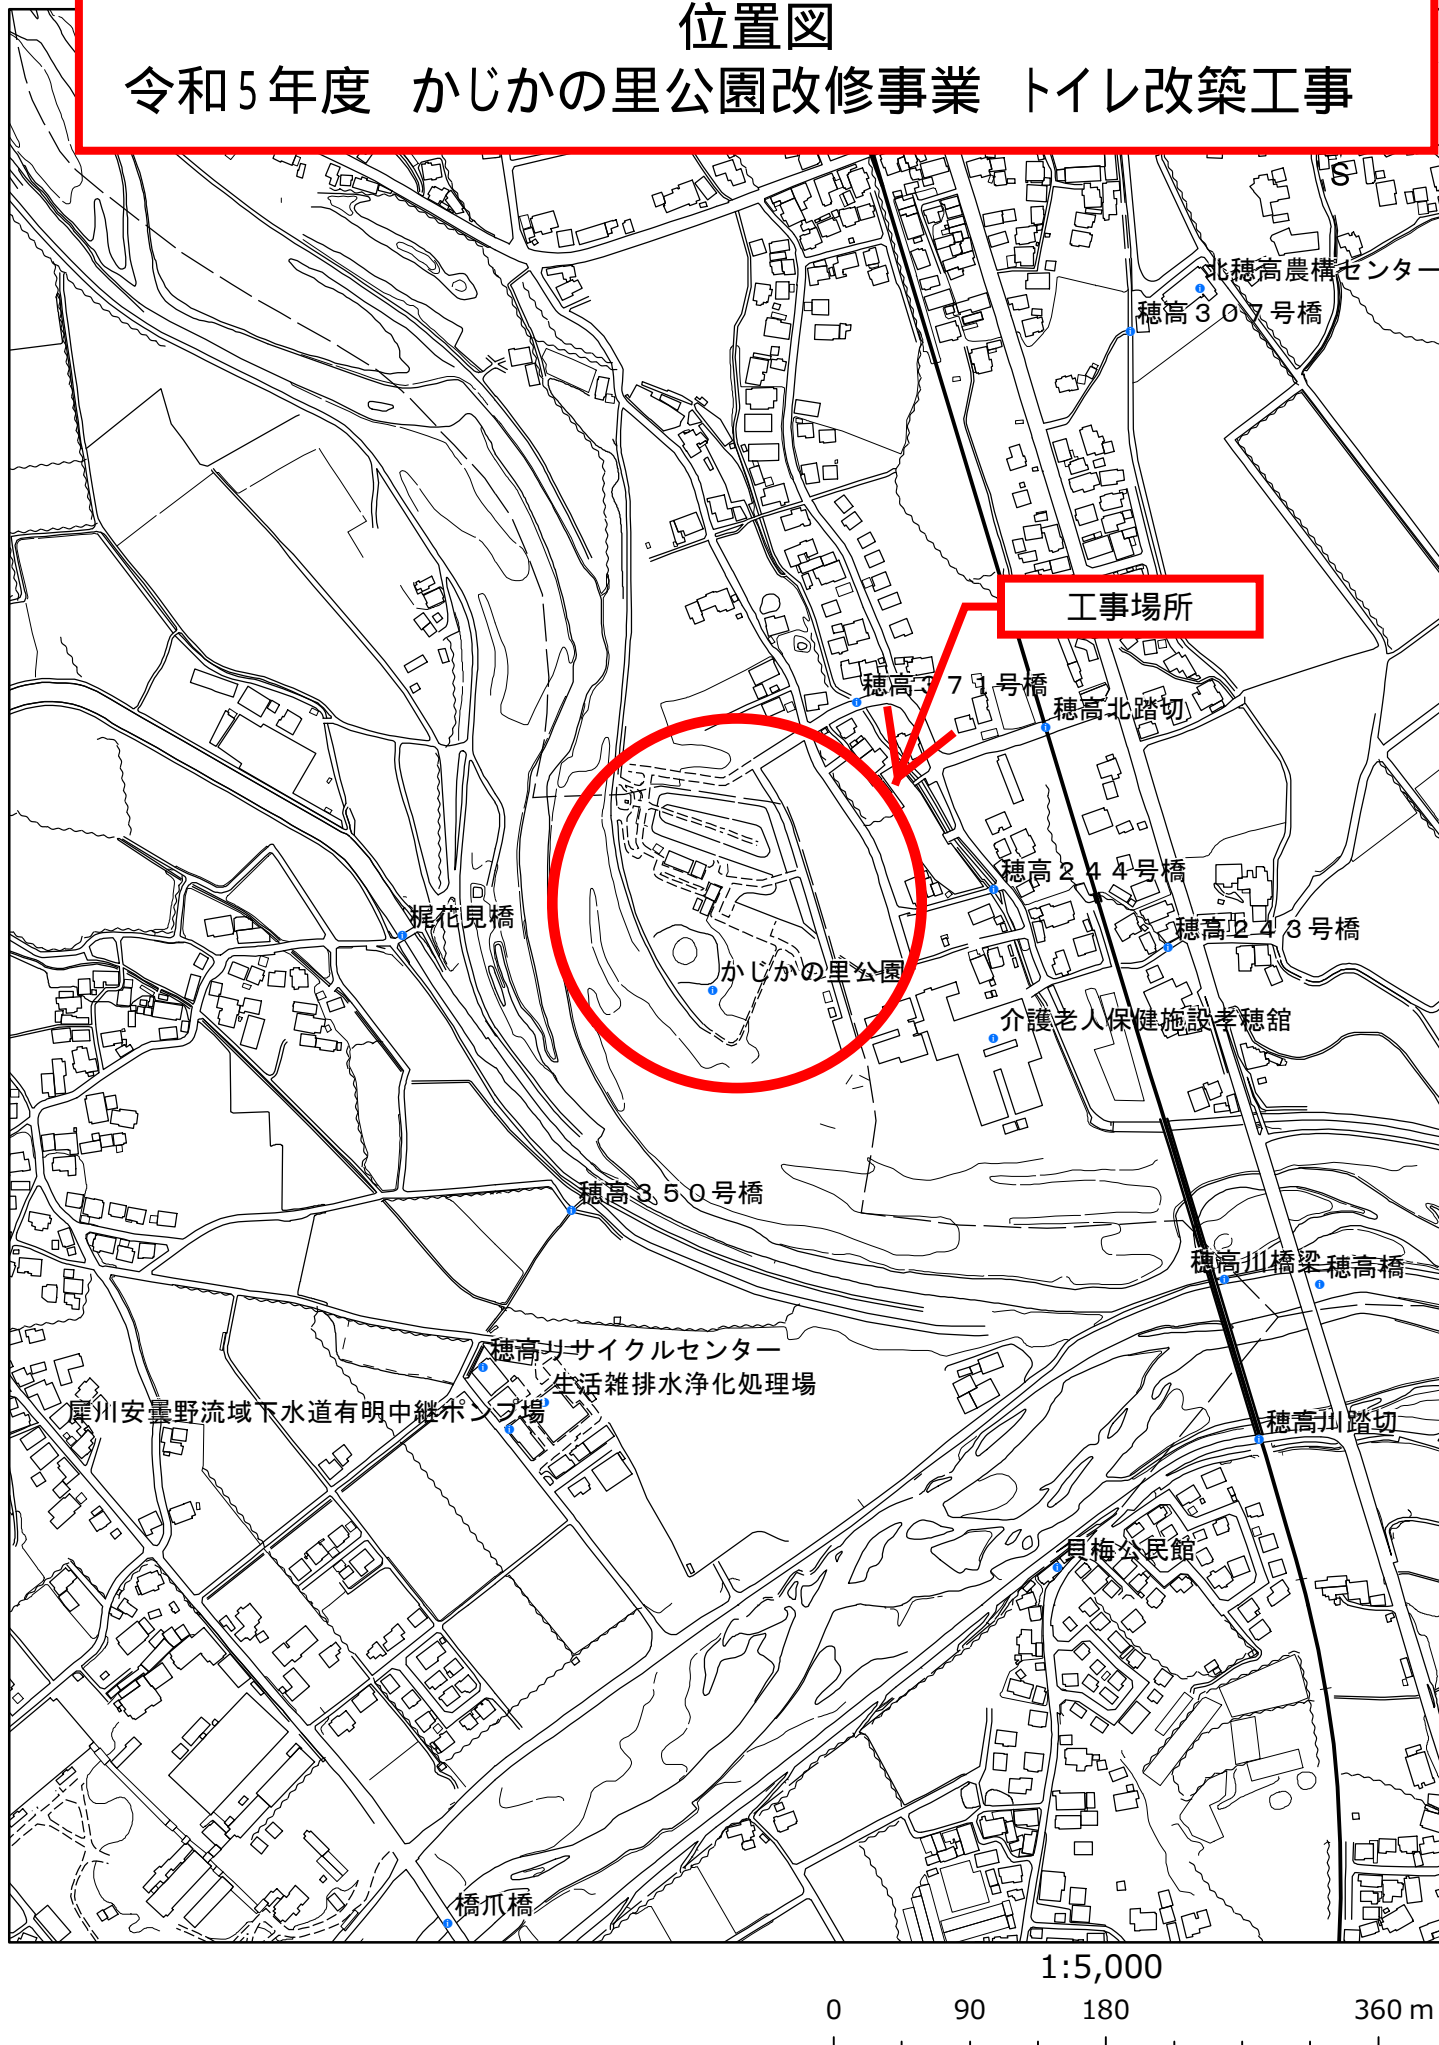 位置図
令和5年度 かじかの里公園改修事業 トイレ改築工事
S
北穂高農構センター
穂高307号橋
工事場所
穂高371号橋
穂高北踏切
穂高244号橋
梶花見橋
穂高243号橋
かじかの里公園
介護老人保健施設孝穂舘
穂高350号橋
穂高川橋梁
穂高橋
穂高リサイクルセンター
生活雑排水浄化処理場
犀川安曇野流域下水道有明中継ポンプ場
穂高川踏切
貝梅公民館
橋爪橋
1:5,000
0 90 180 360 m